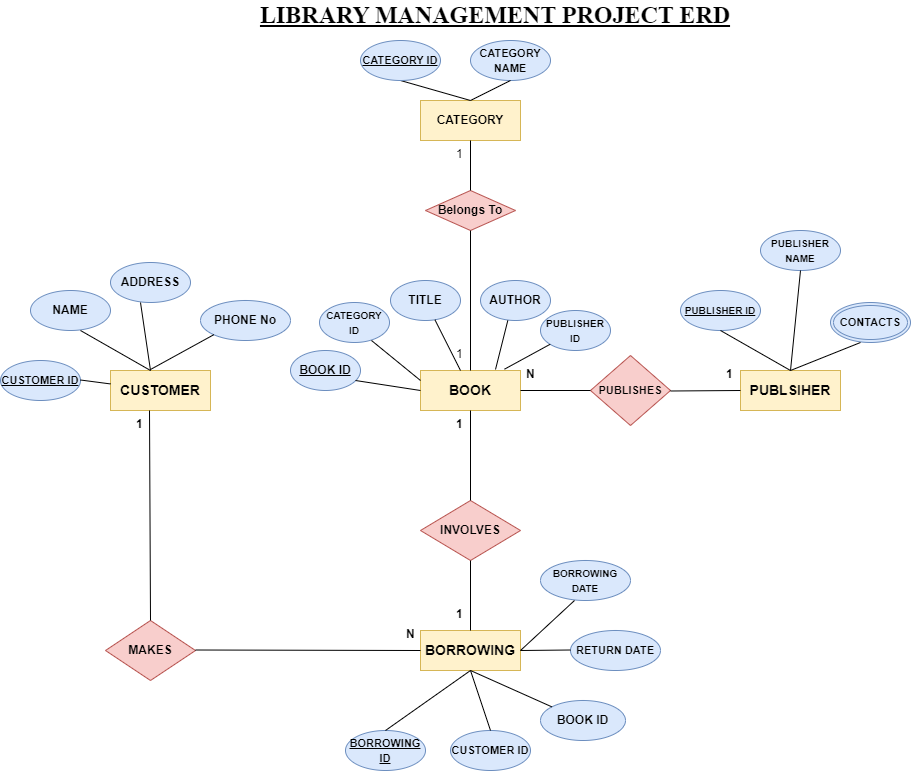 LIBRARY MANAGEMENT PROJECT ERD
CATEGORY ID
CATEGORY
NAME
CATEGORY
1
Belongs To
PUBLISHER
NAME
ADDRESS
NAME
PHONE No
TITLE
AUTHOR
CATEGORY
ID
PUBLISHER
ID
PUBLISHER ID
CONTACTS
1
CUSTOMER ID
BOOK ID
N
1
CUSTOMER
BOOK
PUBLISHES
PUBLSIHER
1
1
INVOLVES
BORROWING
DATE
1
N
MAKES
BORROWING
RETURN DATE
BOOK ID
BORROWING
ID
CUSTOMER ID